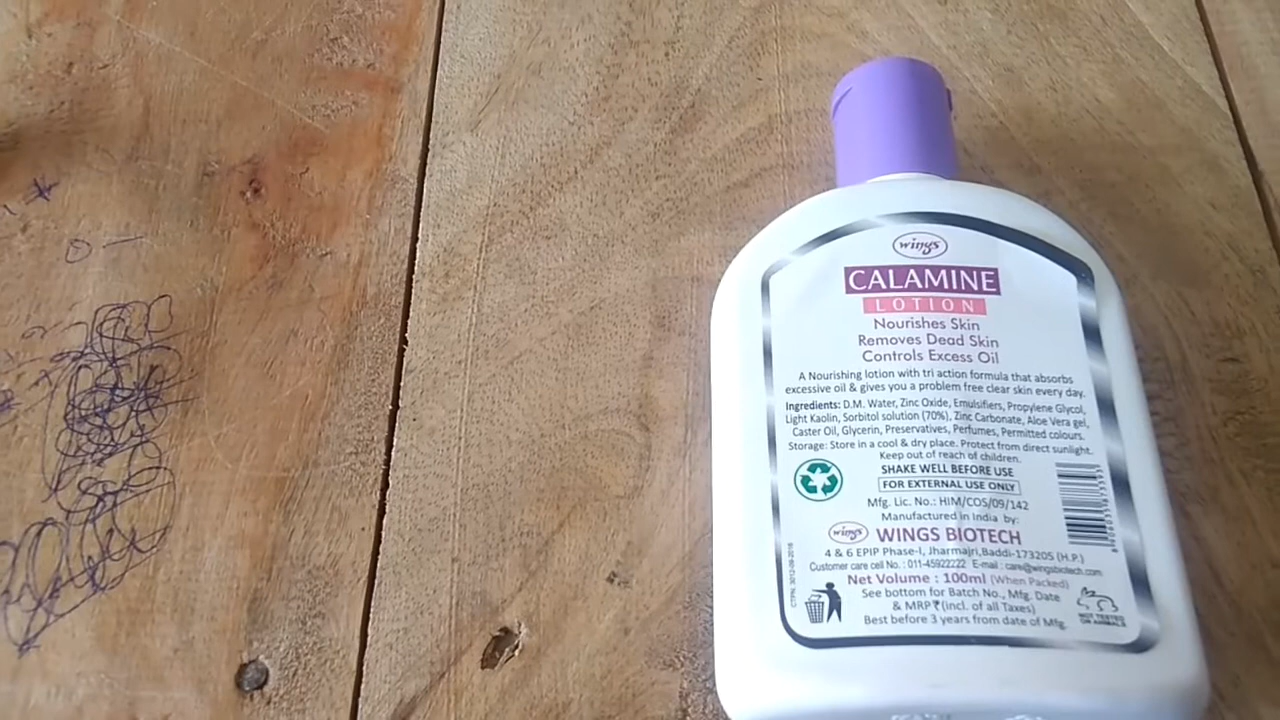 wings
CALAMINE
LOTION
Nourishes Skin
Removes Dead Skin
Controls Excess Oil
A Nourishing lotion with tri action formula that absorbs
excessive oil & gives you a problem free clear skin every day.
Ingredients: D.M. Water, Zinc Oxide, Emulsifiers, Propylene Glycol,
Light Kaolin, Sorbitol solution (70%), Zinc Carbonate, Aloe Vera gel,
Caster Oil, Glycerin, Preservatives, Perfumes, Permitted colours.
Storage: Store in a cool & dry place. Protect from direct sunlight.
Keep out of reach of children.
SHAKE WELL BEFORE USE
FOR EXTERNAL USE ONLY
Mfg. Lic. No.: HIM/COS/09/142
Manufactured in India by:
wings WINGS BIOTECH
4 & 6 EPIP Phase-I, Jharmajri,Baddi-173205 (H.P.)
Customer care cell No. : 011-45922222 E-mail : care@wingsbiotech.com
Net Volume : 100ml (When Packed)
See bottom for Batch No., Mfg. Date
& MRP ₹ (incl. of all Taxes)
Best before 3 years from date of Mfg.
NOT TESTED
ON ANIMALS